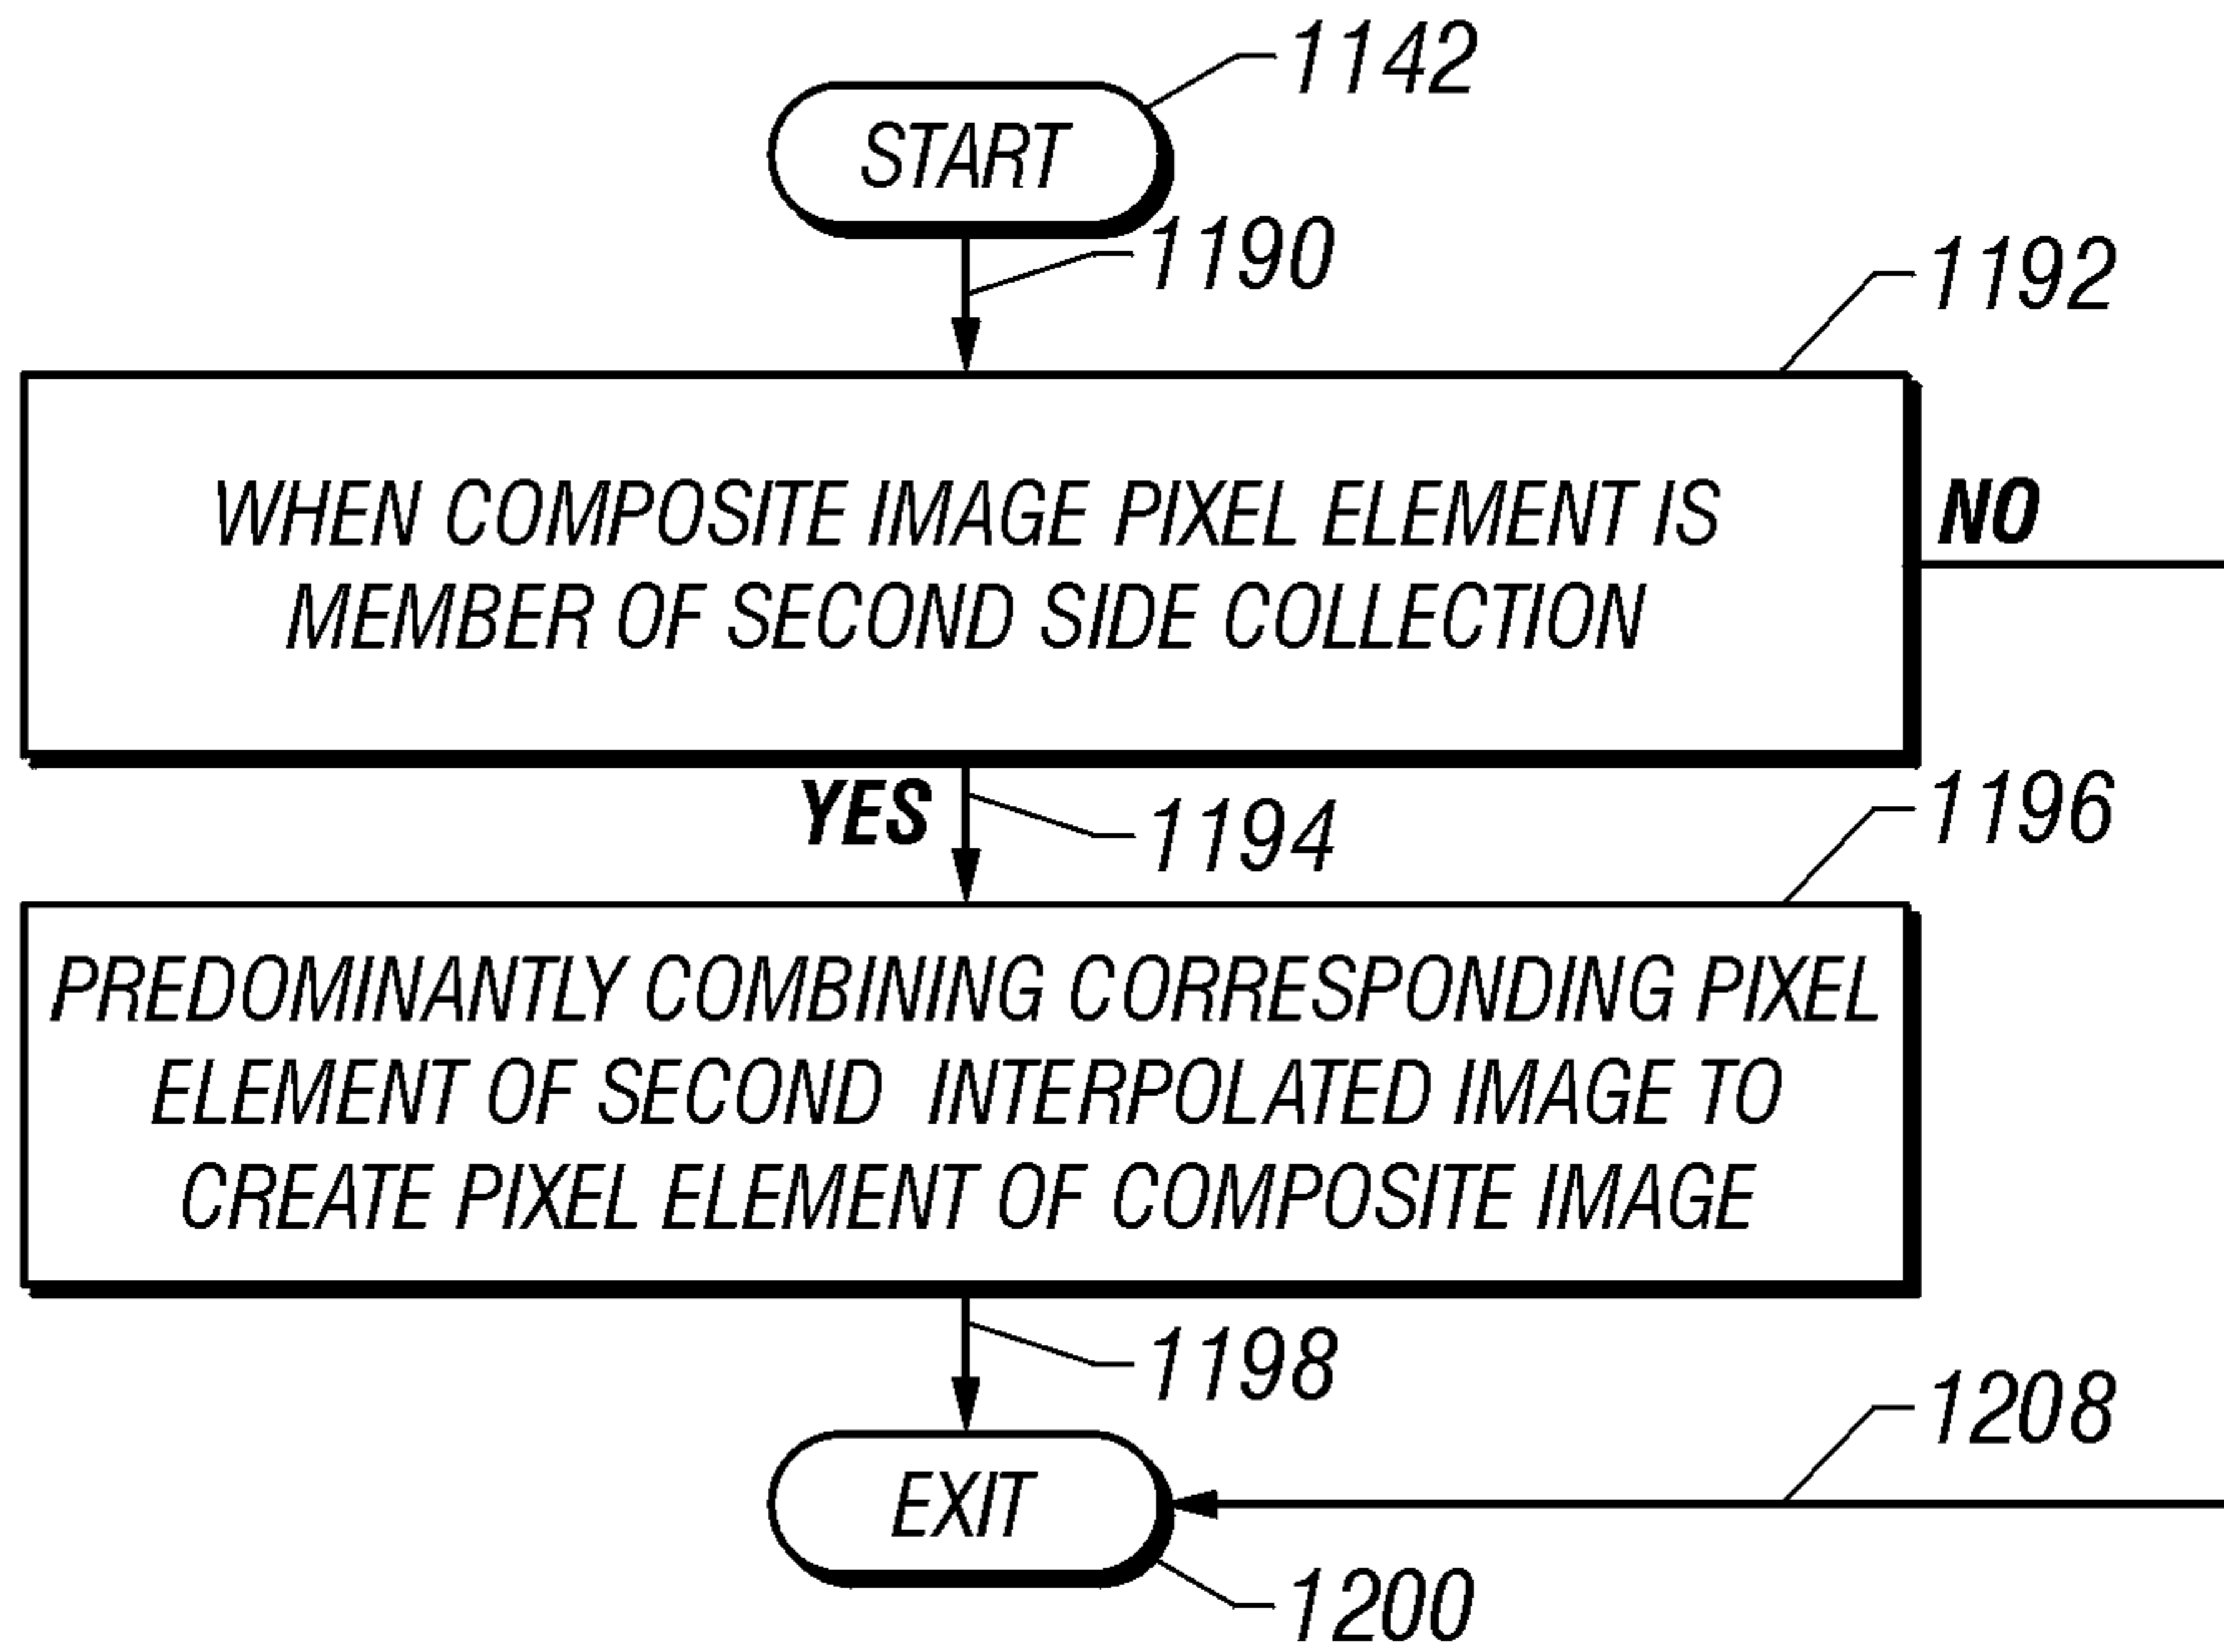 1142
START
1190
1192
WHEN COMPOSITE IMAGE PIXEL ELEMENT IS
MEMBER OF SECOND SIDE COLLECTION
NO
YES
1194
1196
PREDOMINANTLY COMBINING CORRESPONDING PIXEL
ELEMENT OF SECOND INTERPOLATED IMAGE TO
CREATE PIXEL ELEMENT OF COMPOSITE IMAGE
1198
1208
EXIT
1200